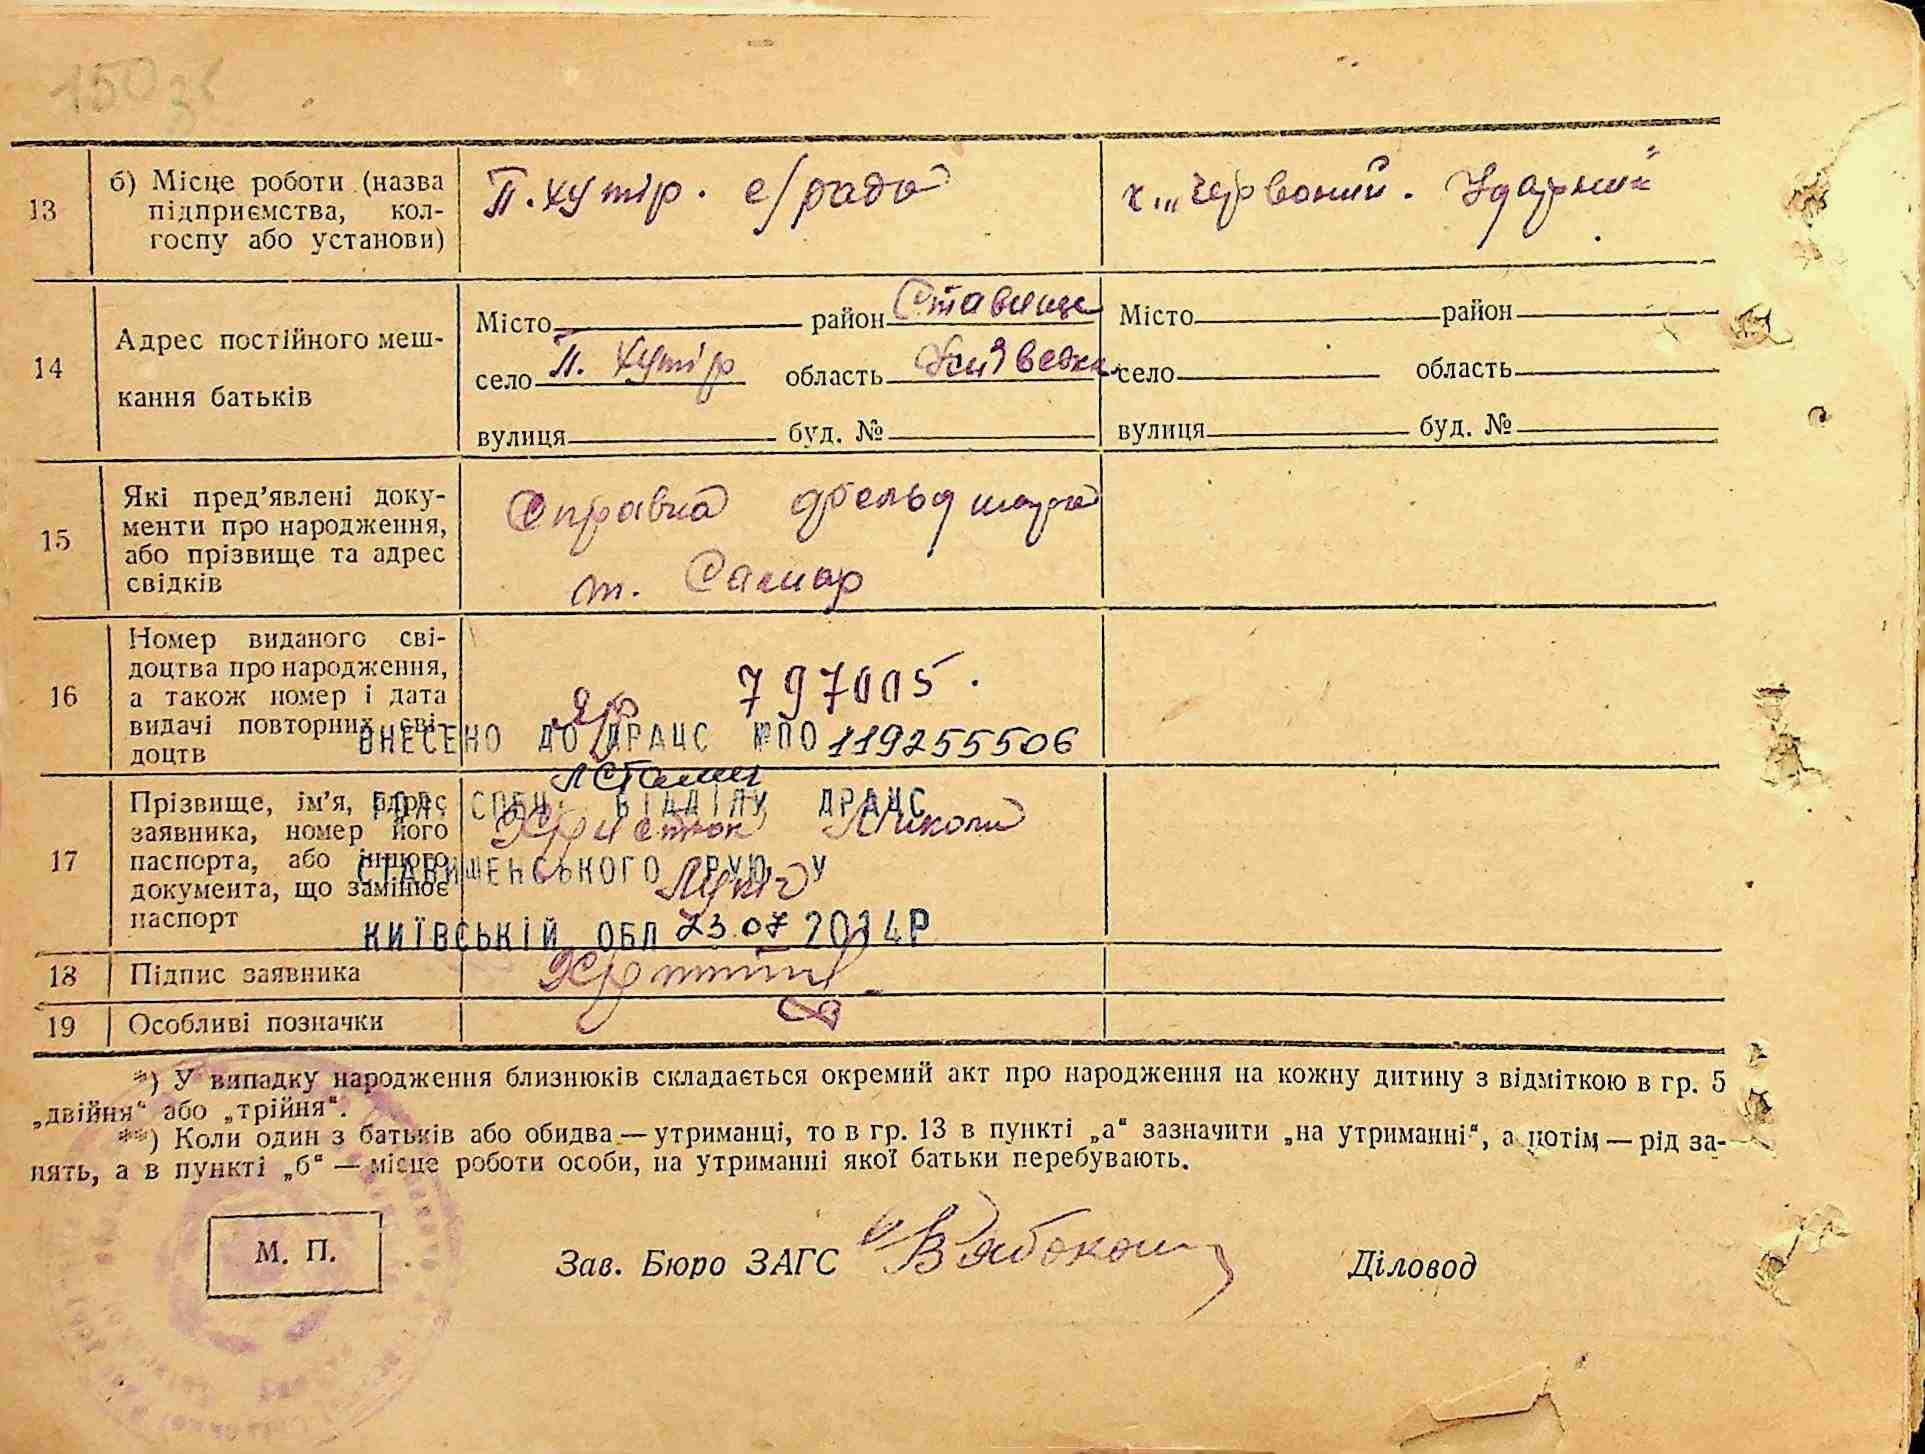 13
б) Місце роботи (назва
підприємства, кол-
госпу або установи)
П. хутір. с/рада
к. „Червоний. Ударник"
14
Адрес постійного меш-
кання батьків
Місто район Ставище
село П. Хутір область Київська
вулиця буд. №
Місто район
село область
вулиця буд. №
15
Які пред'явлені доку-
менти про народження,
або прізвище та адрес
свідків
Справка фельдшера
т. Самар
16
Номер виданого сві-
доцтва про народження,
а також номер і дата
видачі повторних сві-
доцтв
797005.
ВНЕСЕНО ДО ДРАЦС №ПО 119255506
17
Прізвище, ім'я, адрес
заявника, номер його
паспорта, або іншого
документа, що замінює
паспорт
СПЕЦ. ВІДДІЛУ ДРАЦС
Христюк Микола
СТАВИЩЕНСЬКОГО РУЮ У
КИЇВСЬКІЙ ОБЛ 23.07 2014Р
18
Підпис заявника
19
Особливі позначки
*) У випадку народження близнюків складається окремий акт про народження на кожну дитину з відміткою в гр. 5
„двійня" або „трійня".
**) Коли один з батьків або обидва — утриманці, то в гр. 13 в пункті „а" зазначити „на утриманні", а потім — рід за-
нять, а в пункті „б" — місце роботи особи, на утриманні якої батьки перебувають.
М. П.
Зав. Бюро ЗАГС
Діловод